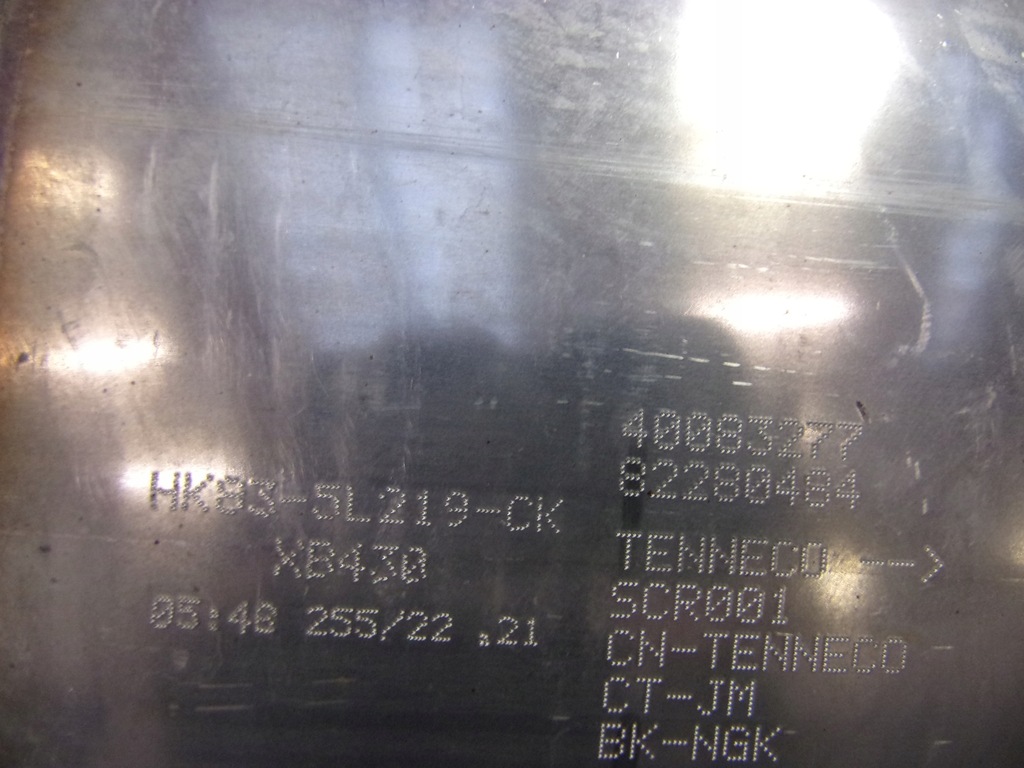 HK83-5L219-CK
XB430
05:48 255/22 .21
40083277
82280484
TENNECO -->
SCR001
CN-TENNECO
CT-JM
BK-NGK